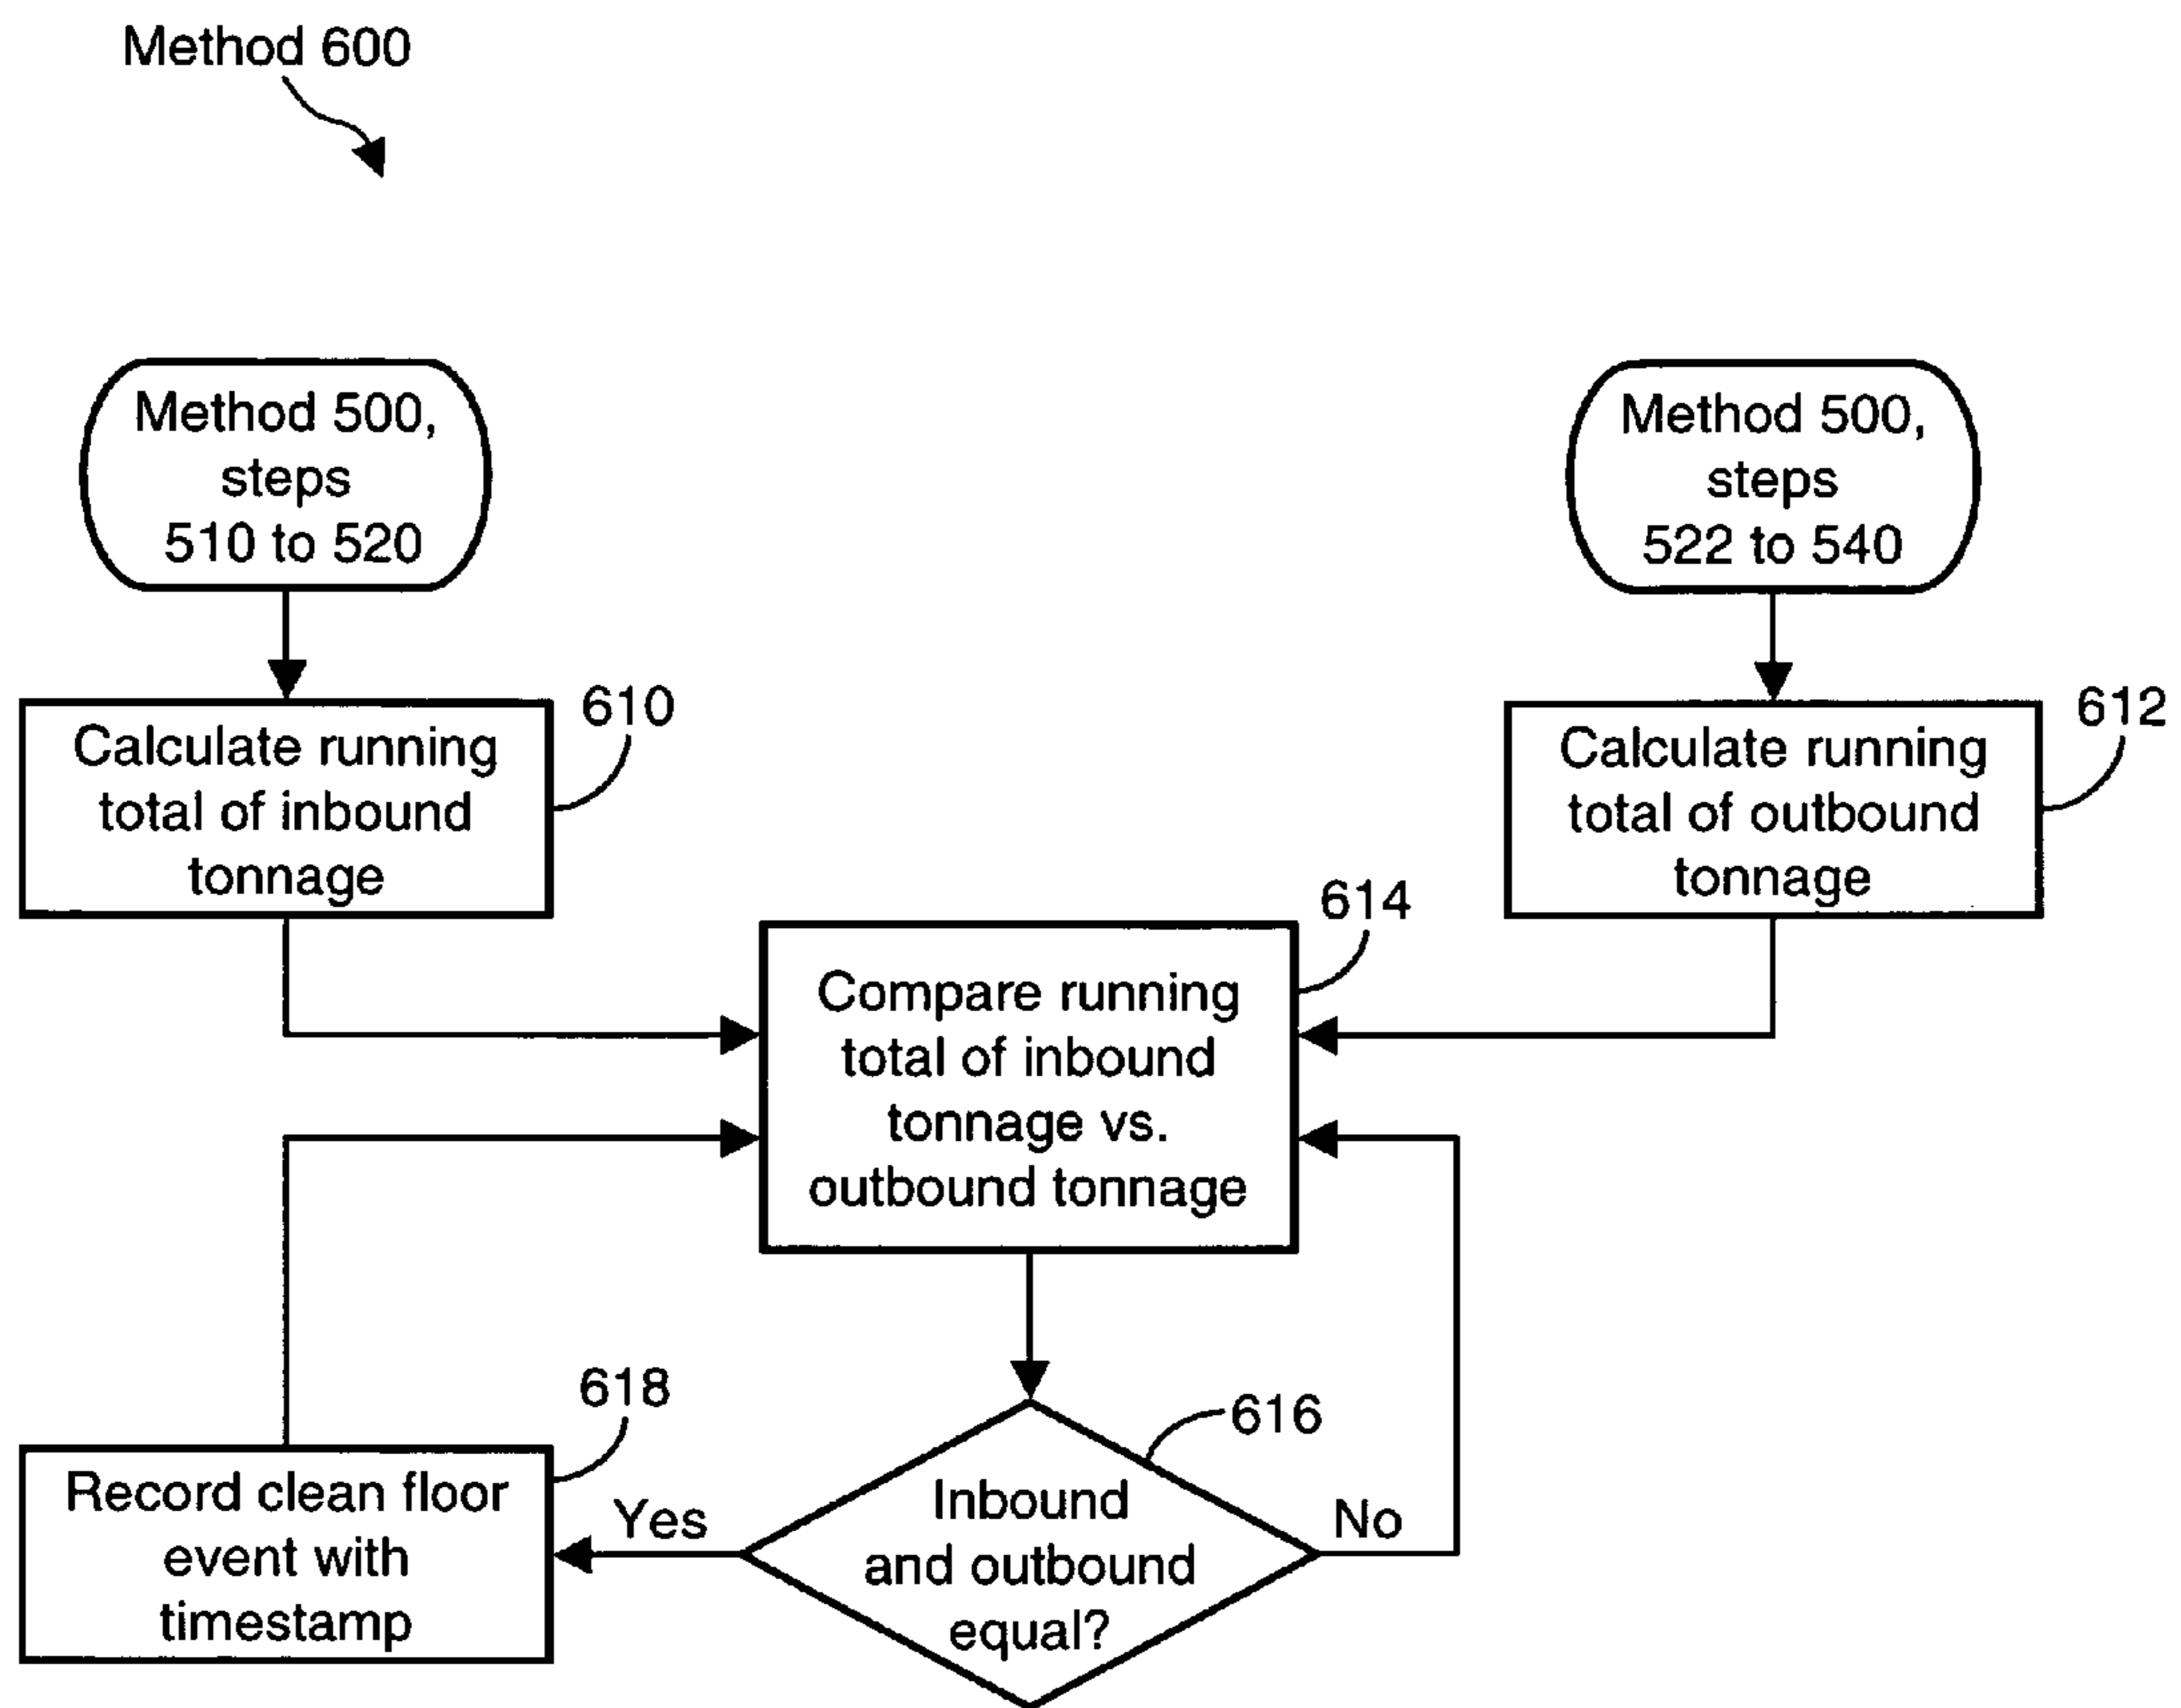 Method 600
Method 500,
steps
510 to 520
Method 500,
steps
522 to 540
610
Calculate running
total of inbound
tonnage
612
Calculate running
total of outbound
tonnage
614
Compare running
total of inbound
tonnage vs.
outbound tonnage
618
Record clean floor
event with
timestamp
Yes
616
Inbound
and outbound
equal?
No